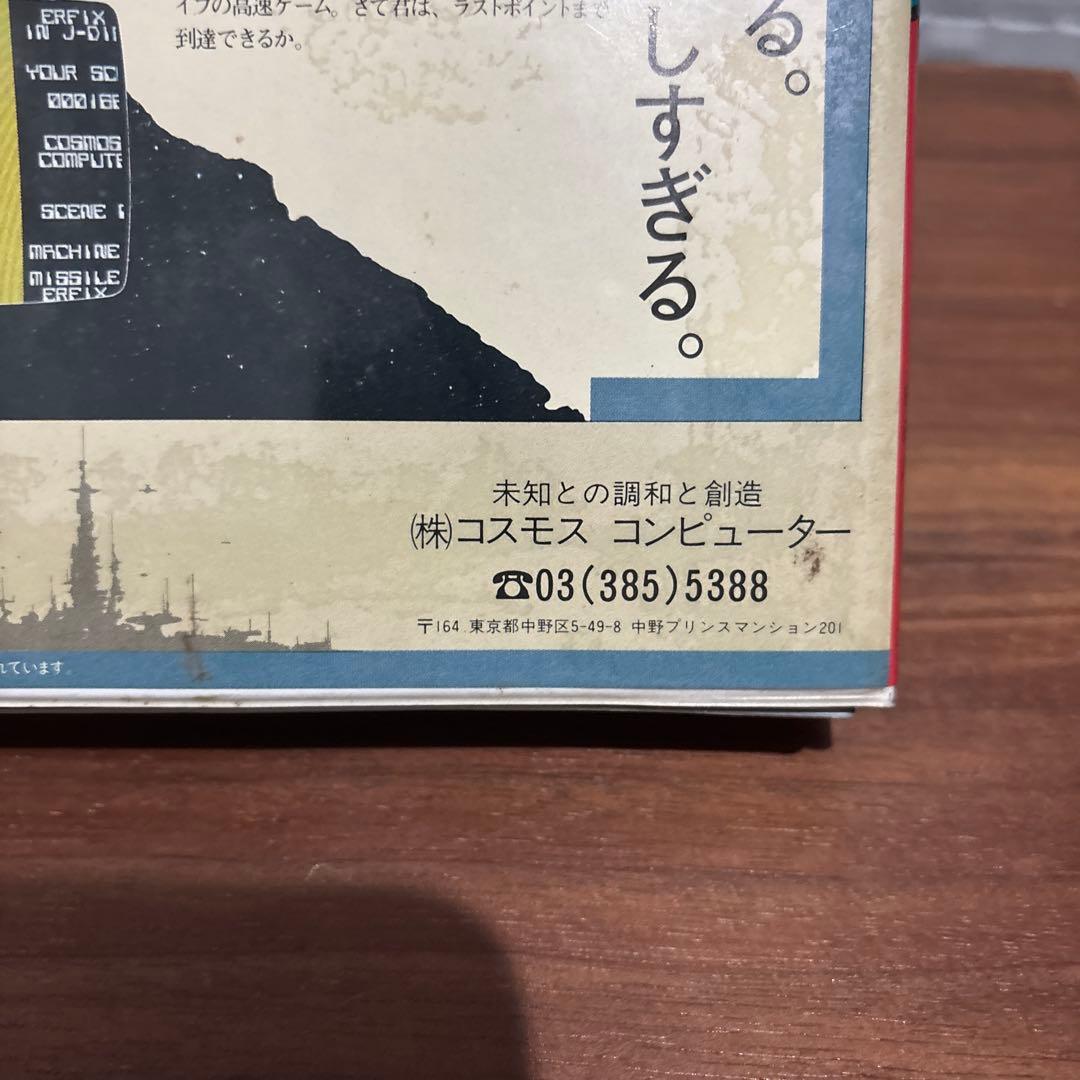 イブの高速ゲーム。さて君は、ラストポイントまで
到達できるか。
る。
しすぎる。
ERFIX
IN J-DI
YOUR SC
00016
COSMOS
COMPUTE
SCENE
MACHINE
MISSILE
ERFIX
未知との調和と創造
㈱コスモス コンピューター
☎03(385)5388
〒164 東京都中野区5-49-8 中野プリンスマンション201
れています。